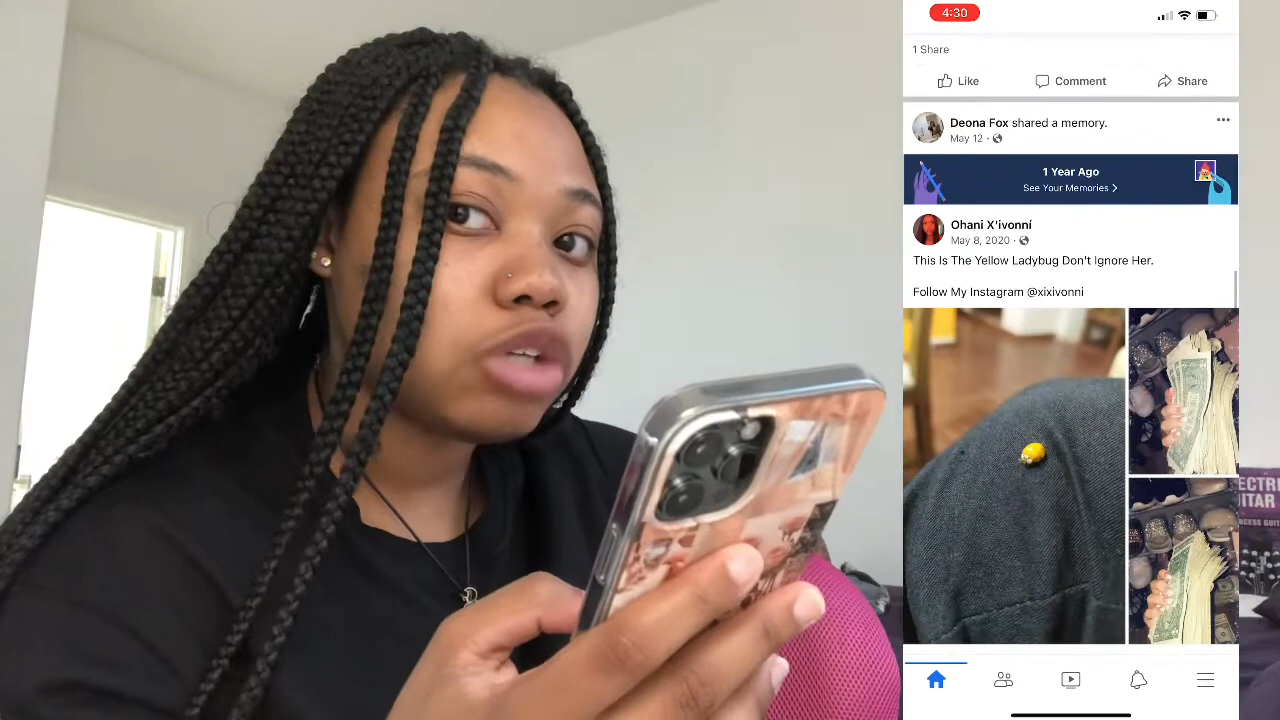 4:30
1 Share
Like Comment Share
Deona Fox shared a memory.
May 12 ·
1 Year Ago
See Your Memories
Ohani X'ivonní
May 8, 2020 ·
This Is The Yellow Ladybug Don't Ignore Her.
Follow My Instagram @xixivonni